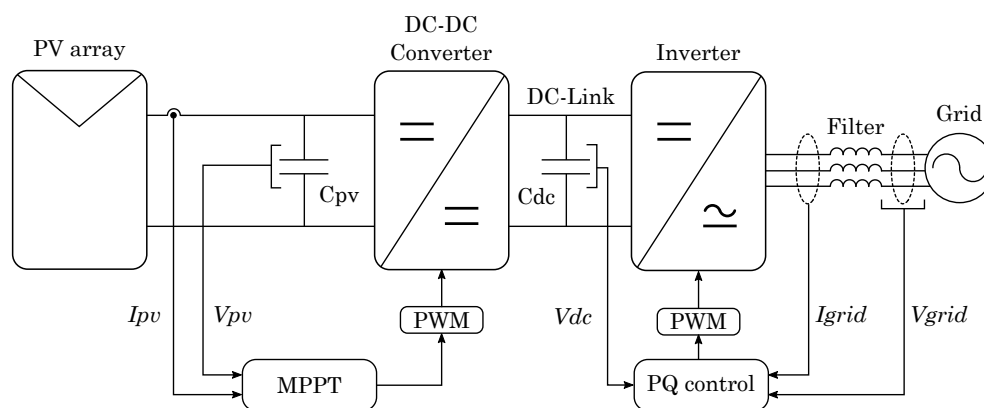 PV array
DC-DC
Converter
DC-Link
Inverter
Filter
Grid
Cpv
Cdc
Ipv
Vpv
PWM
Vdc
PWM
Igrid
Vgrid
MPPT
PQ control